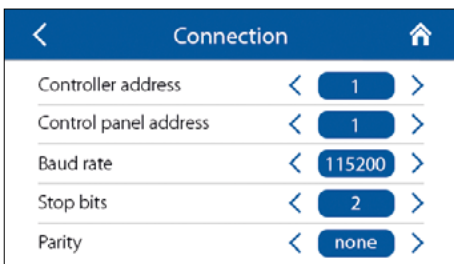 Connection
Controller address 1
Control panel address 1
Baud rate 115200
Stop bits 2
Parity none